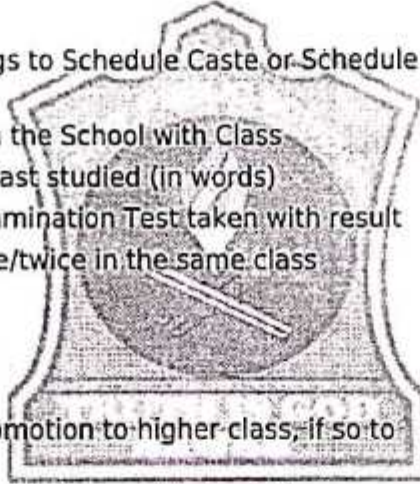 gs to Schedule Caste or Schedule
the School with Class
ast studied (in words)
amination Test taken with result
e/twice in the same class
omotion to higher class, if so to